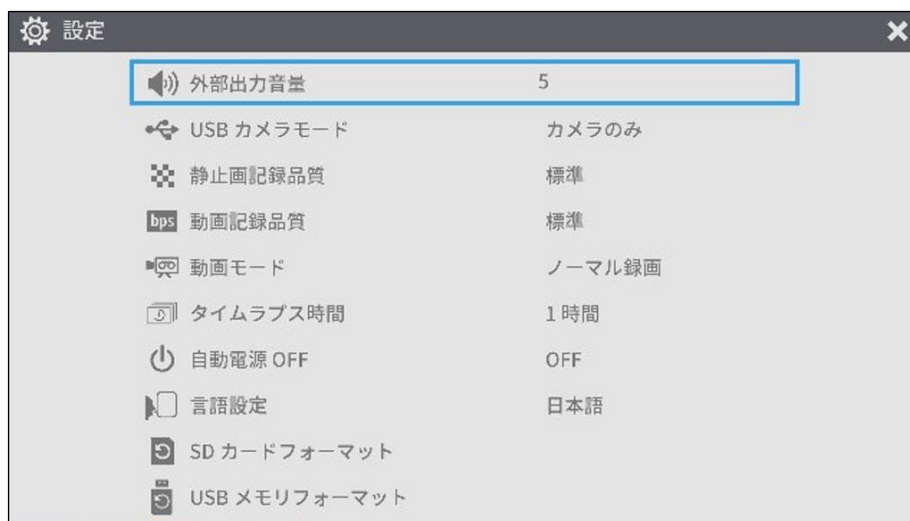 設定
外部出力音量 5
USB カメラモード カメラのみ
静止画記録品質 標準
bps 動画記録品質 標準
動画モード ノーマル録画
タイムラプス時間 1 時間
自動電源 OFF OFF
言語設定 日本語
SD カードフォーマット
USB メモリフォーマット